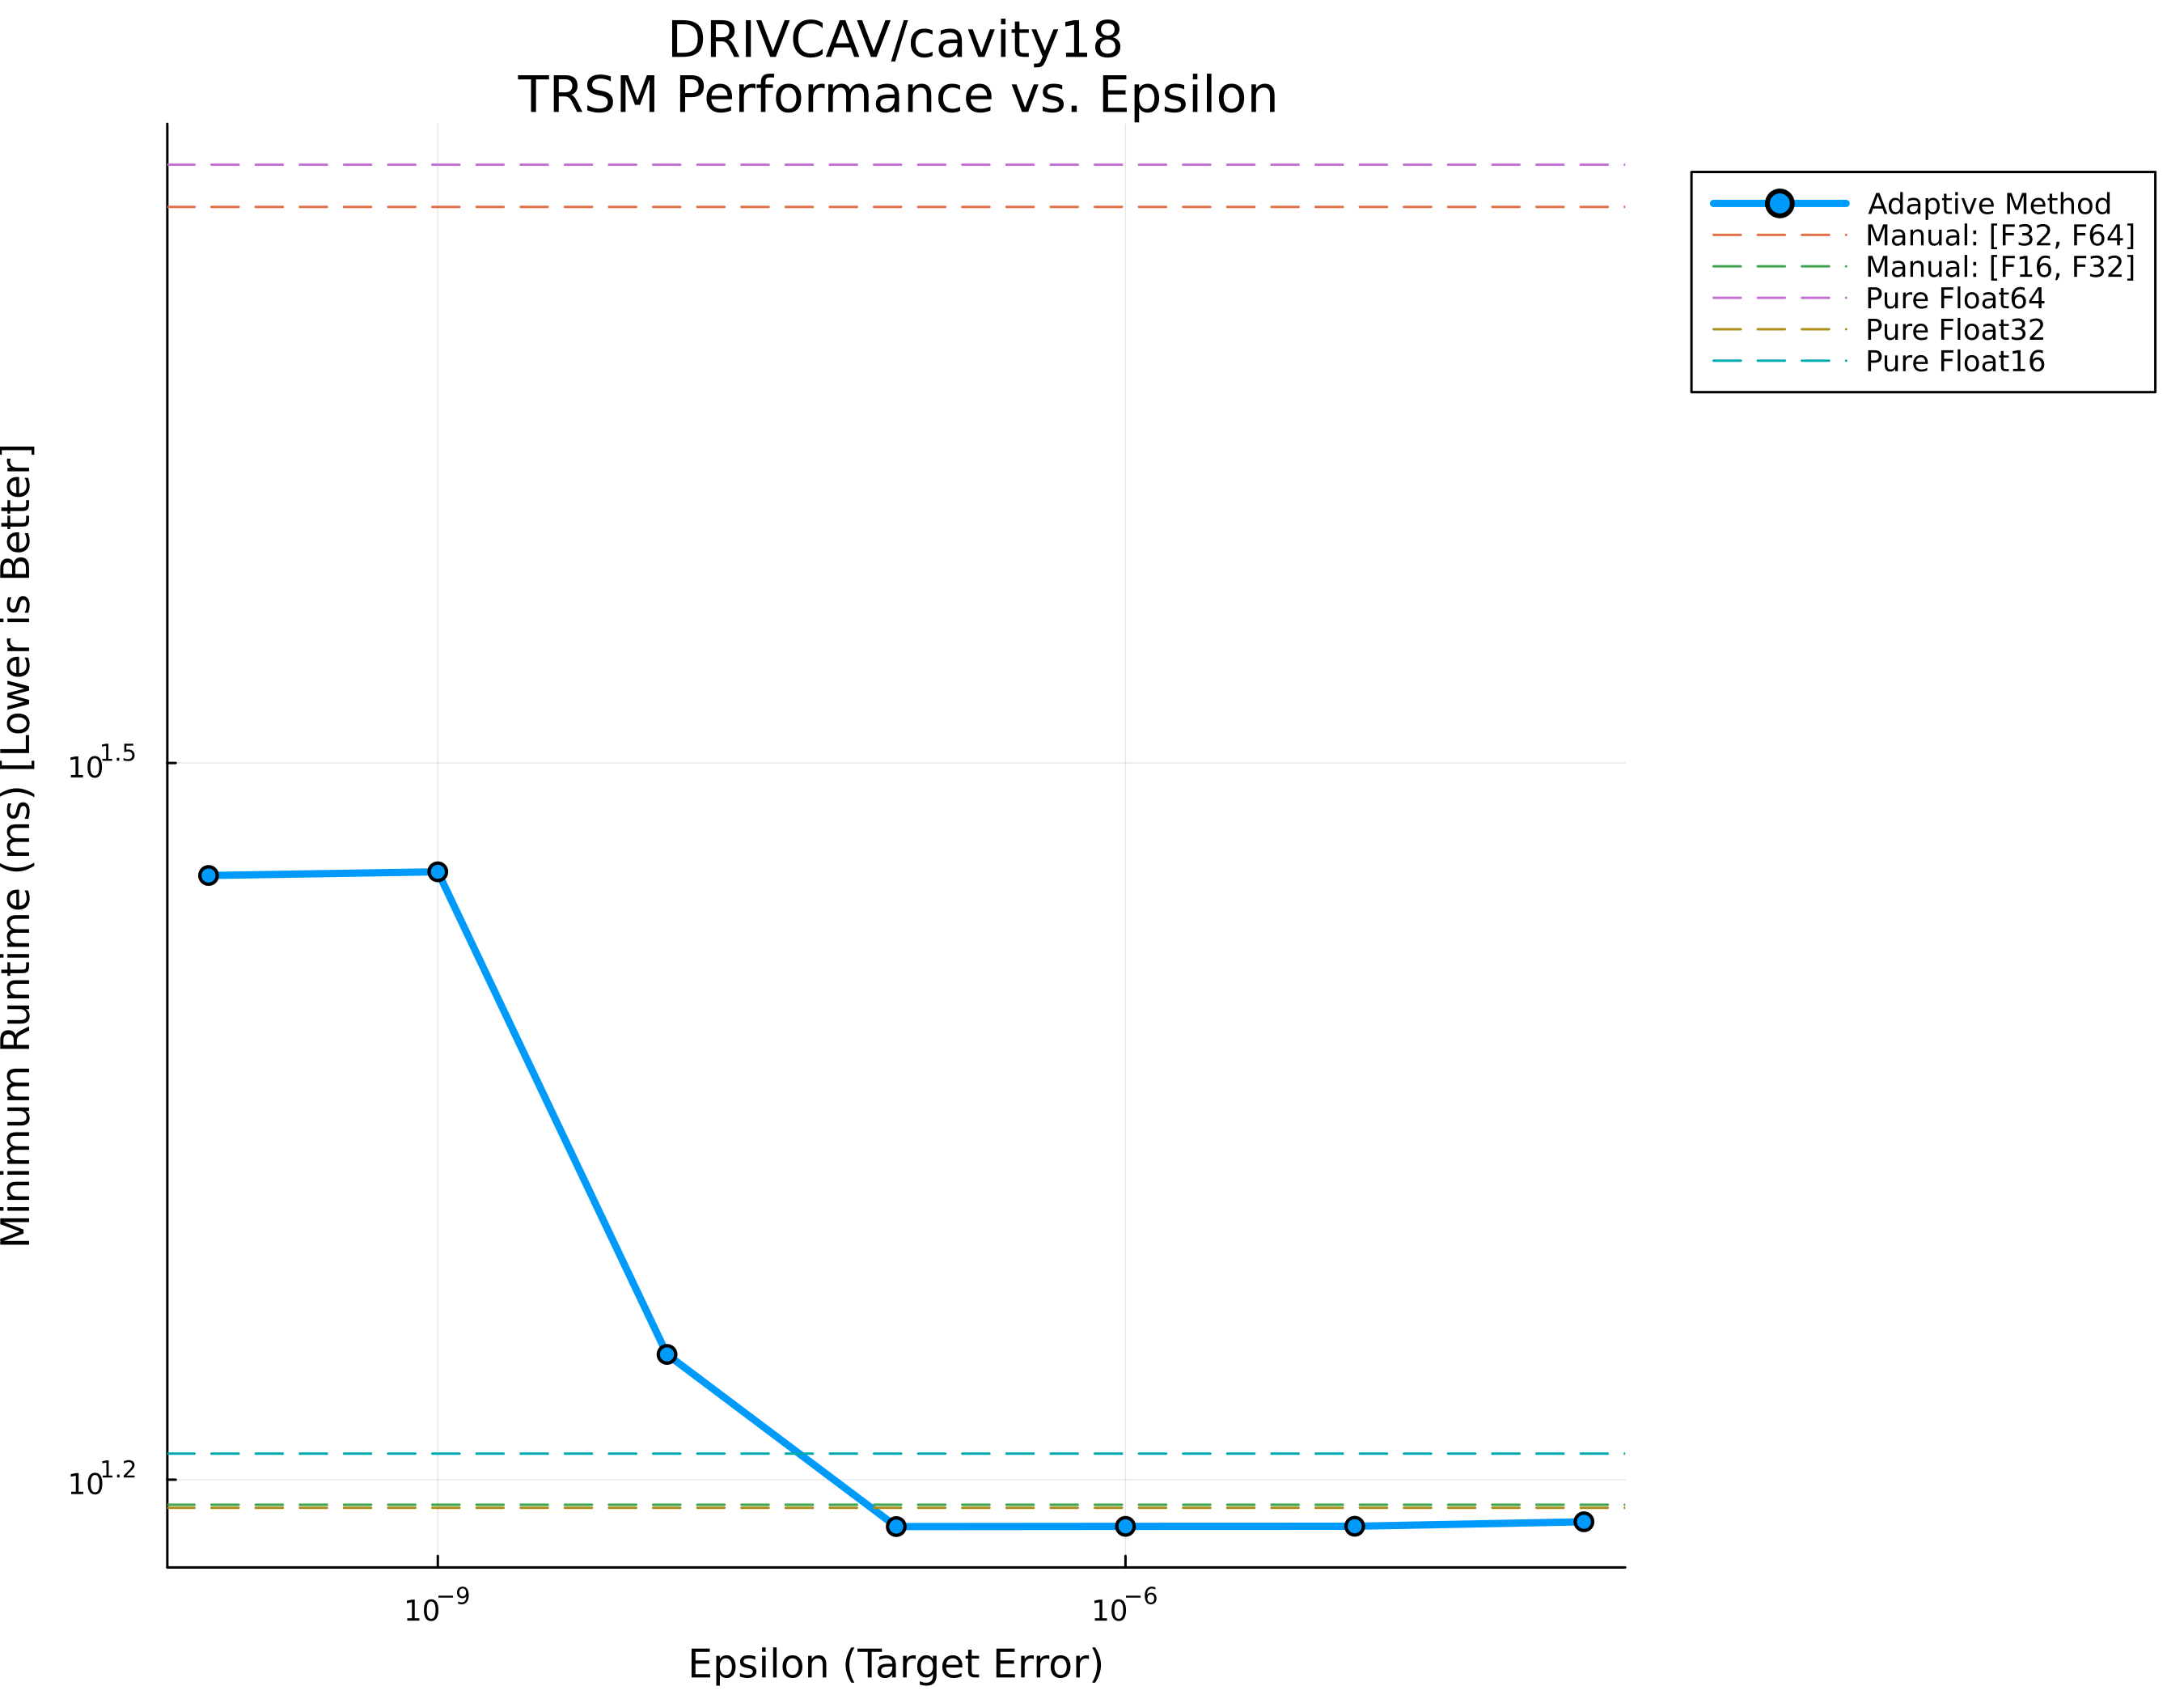 DRIVCAV/cavity18
TRSM Performance vs. Epsilon
Adaptive Method
Manual: [F32, F64]
Manual: [F16, F32]
Pure Float64
Pure Float32
Pure Float16
Minimum Runtime (ms) [Lower is Better]
10^1.5
10^1.2
10^−9
10^−6
Epsilon (Target Error)